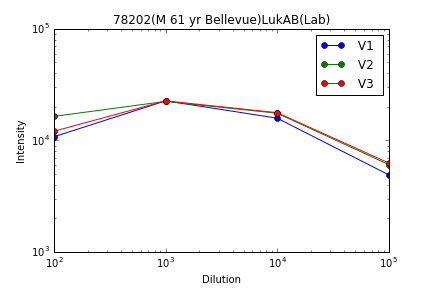 78202(M 61 yr Bellevue)LukAB(Lab)
10^5
V1
V2
V3
Intensity
10^4
10^3
10^2 10^3 10^4 10^5
Dilution